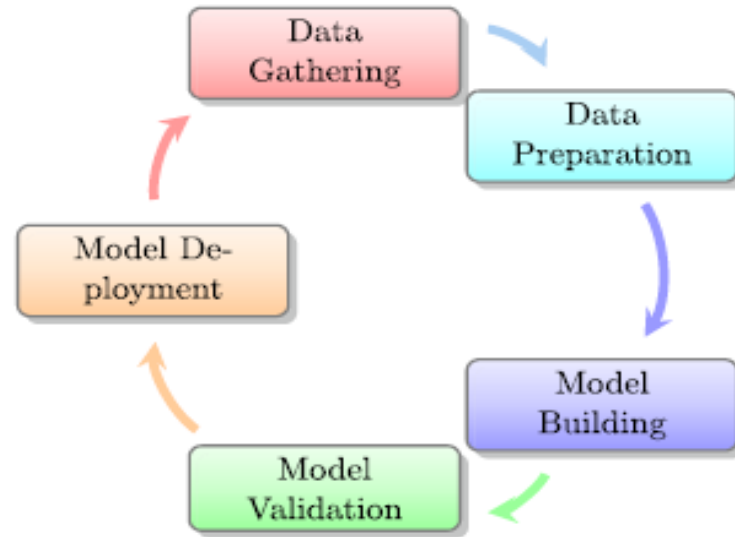 Data
Gathering
Data
Preparation
Model De-
ployment
Model
Building
Model
Validation